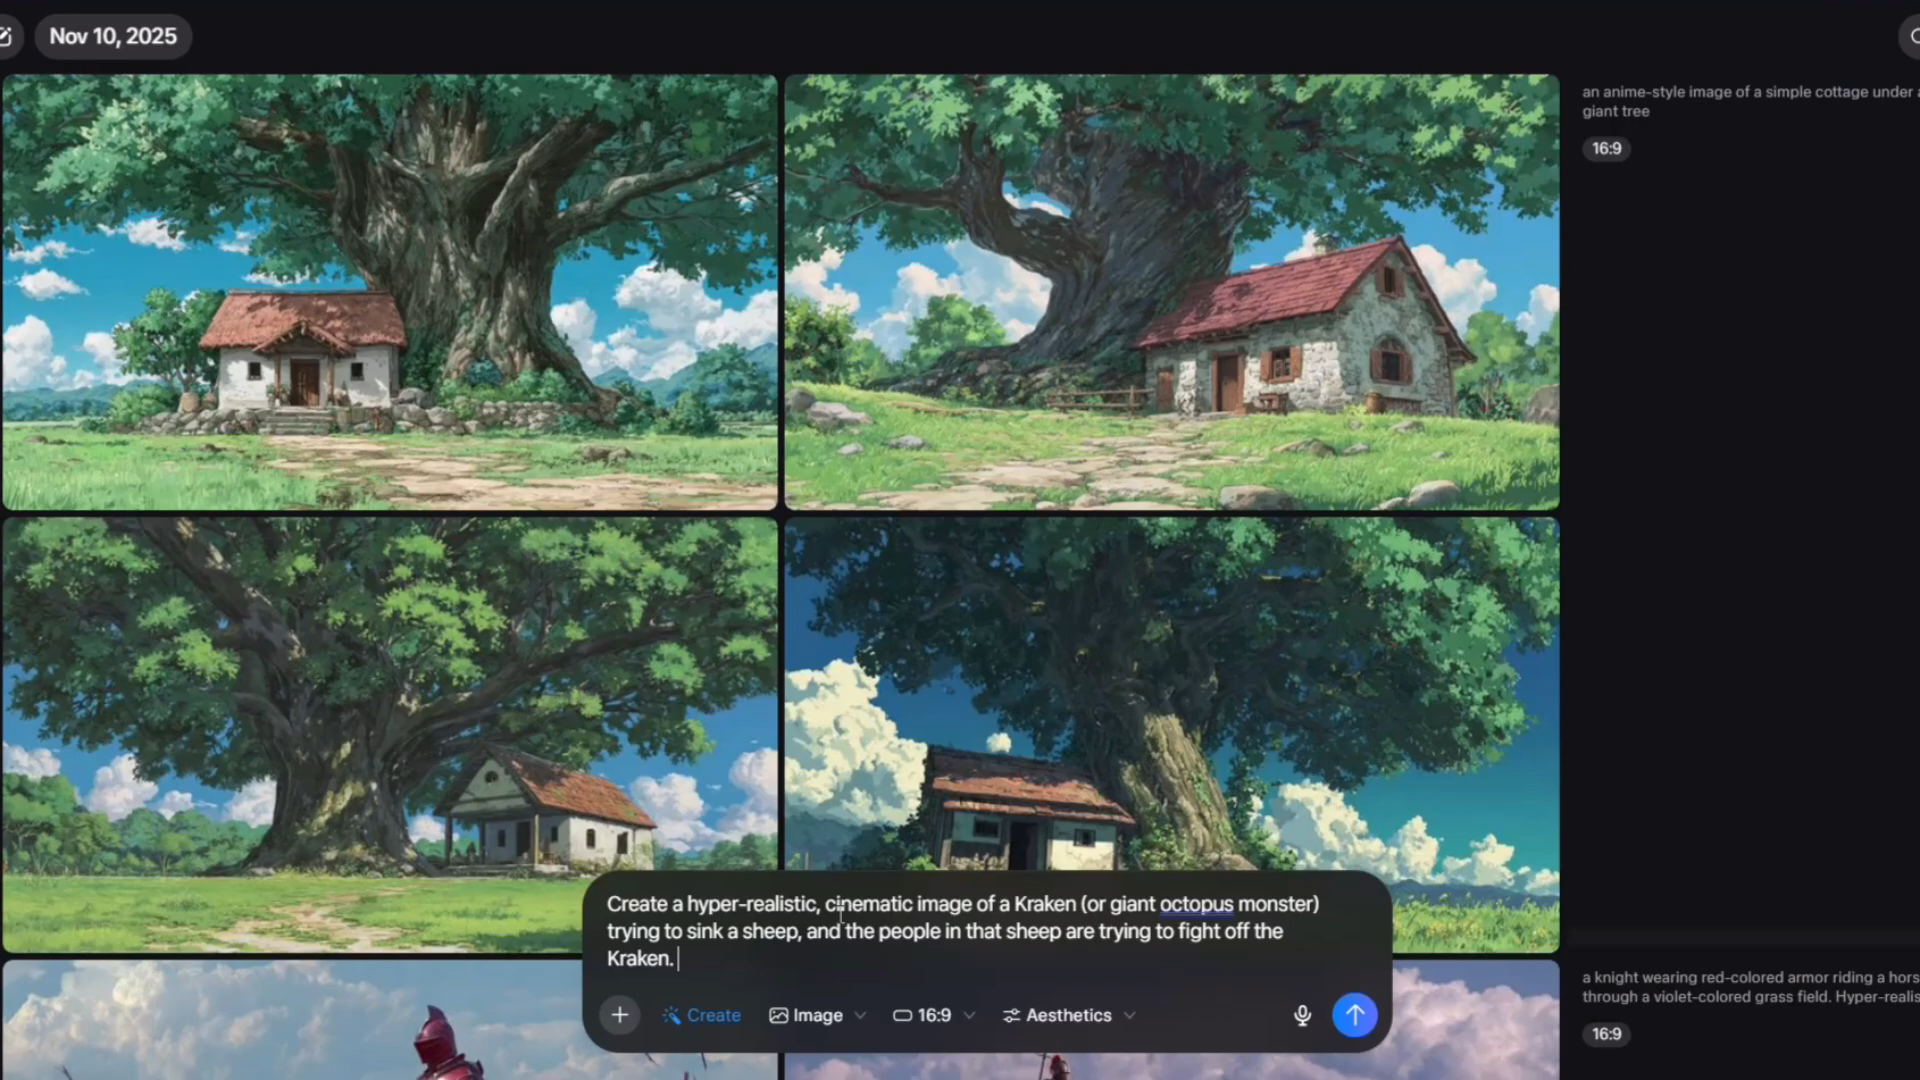 Nov 10, 2025
an anime-style image of a simple cottage under a
giant tree
16:9
Create a hyper-realistic, cinematic image of a Kraken (or giant octopus monster)
trying to sink a sheep, and the people in that sheep are trying to fight off the
Kraken.
Create
Image
16:9
Aesthetics
a knight wearing red-colored armor riding a
through a violet-colored grass field.
16:9